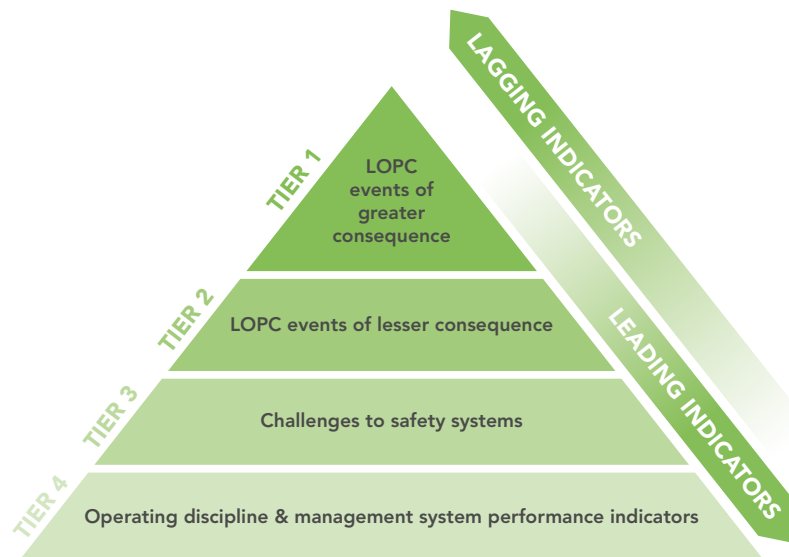 LAGGING INDICATORS
TIER 1
LOPC
events of
greater
consequence
TIER 2
LOPC events of lesser consequence
LEADING INDICATORS
TIER 3
Challenges to safety systems
TIER 4
Operating discipline & management system performance indicators